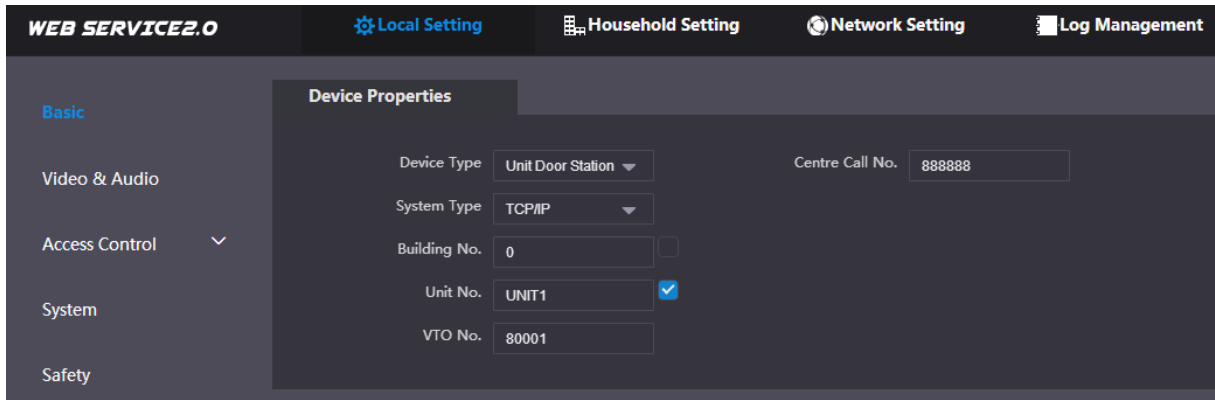 WEB SERVICE2.0 Local Setting Household Setting Network Setting Log Management
Basic
Device Properties
Video & Audio
Access Control
System
Safety
Device Type Unit Door Station Centre Call No. 888888
System Type TCP/IP
Building No. 0
Unit No. UNIT1
VTO No. 80001